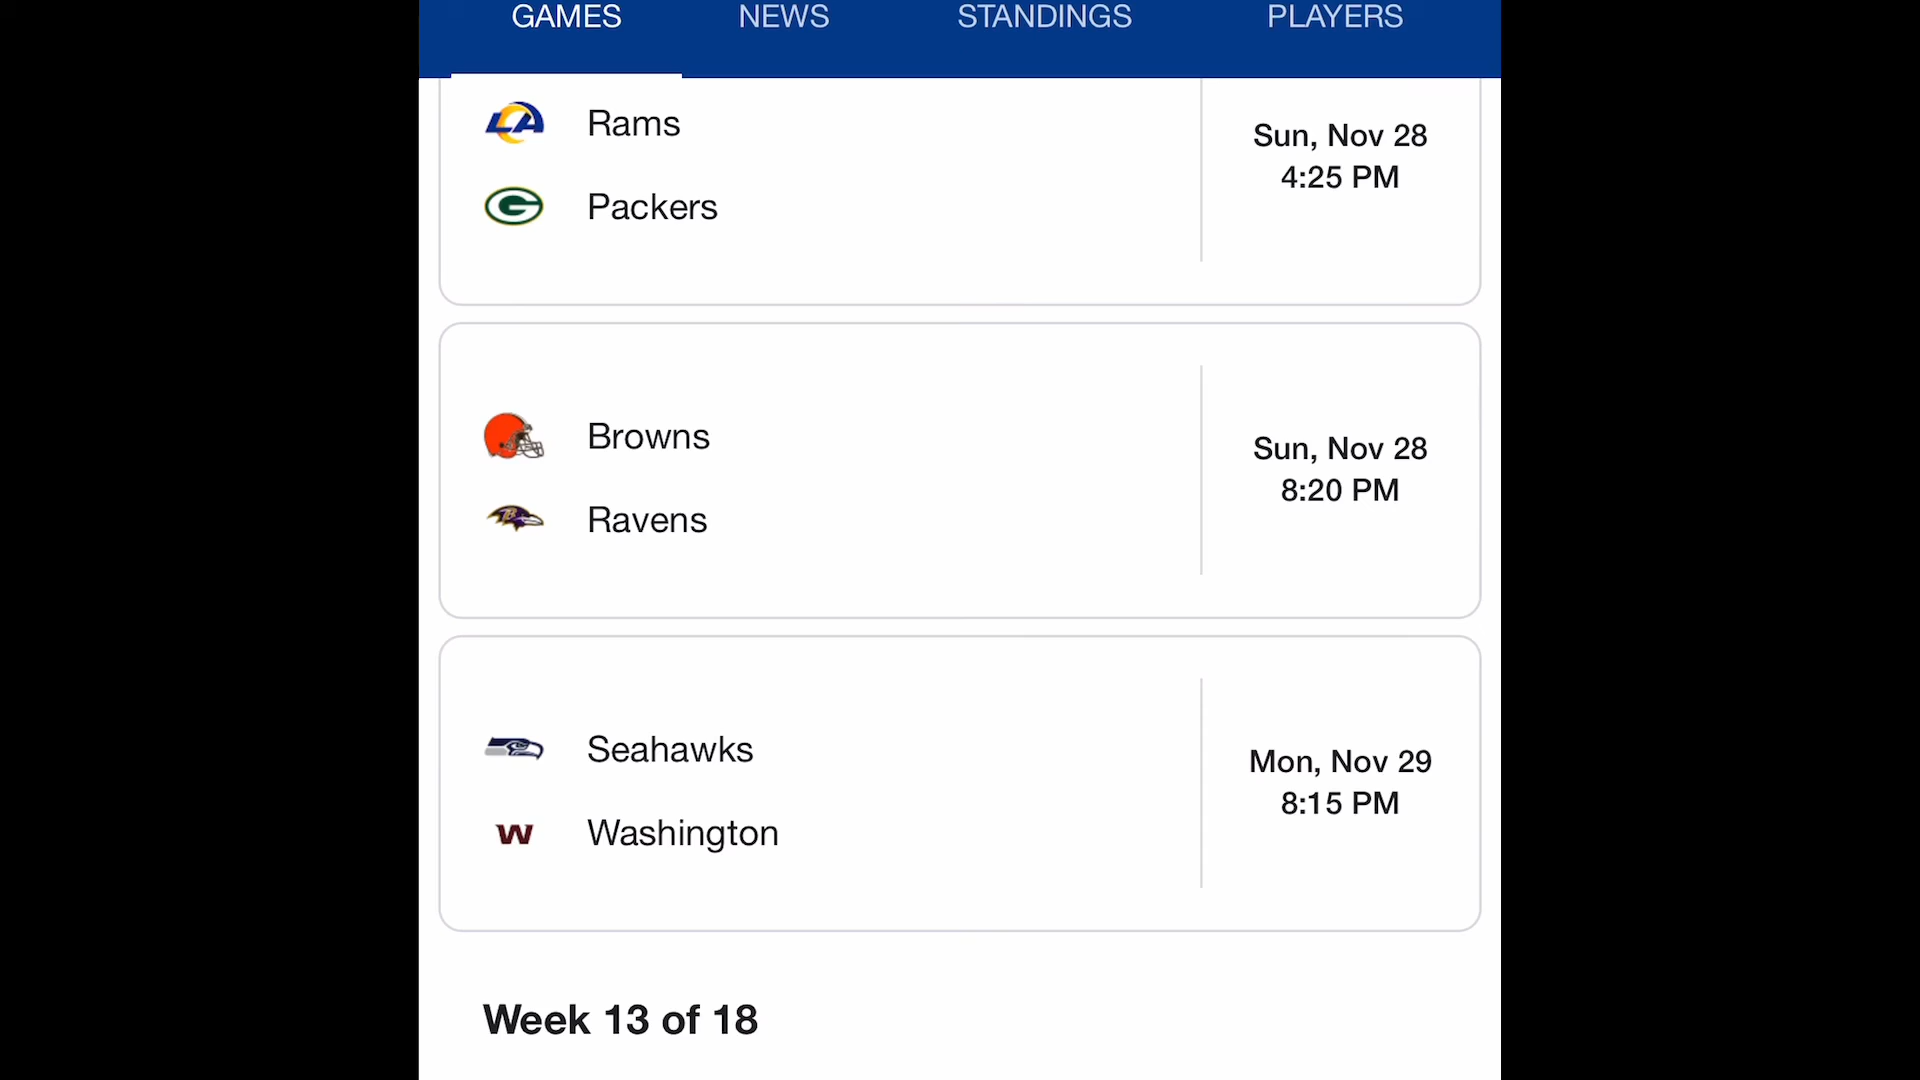 GAMES NEWS STANDINGS PLAYERS
Rams
Packers
Sun, Nov 28
4:25 PM
Browns
Ravens
Sun, Nov 28
8:20 PM
Seahawks
W
Washington
Mon, Nov 29
8:15 PM
Week 13 of 18